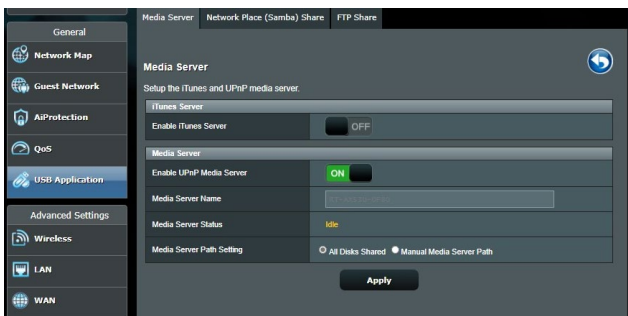 Media Server Network Place (Samba) Share FTP Share
General
Network Map
Guest Network
AiProtection
QoS
USB Application
Advanced Settings
Wireless
LAN
WAN
Media Server
Setup the iTunes and UPnP media server.
iTunes Server
Enable iTunes Server OFF
Media Server
Enable UPnP Media Server ON
Media Server Name
Media Server Status Idle
Media Server Path Setting All Disks Shared Manual Media Server Path
Apply